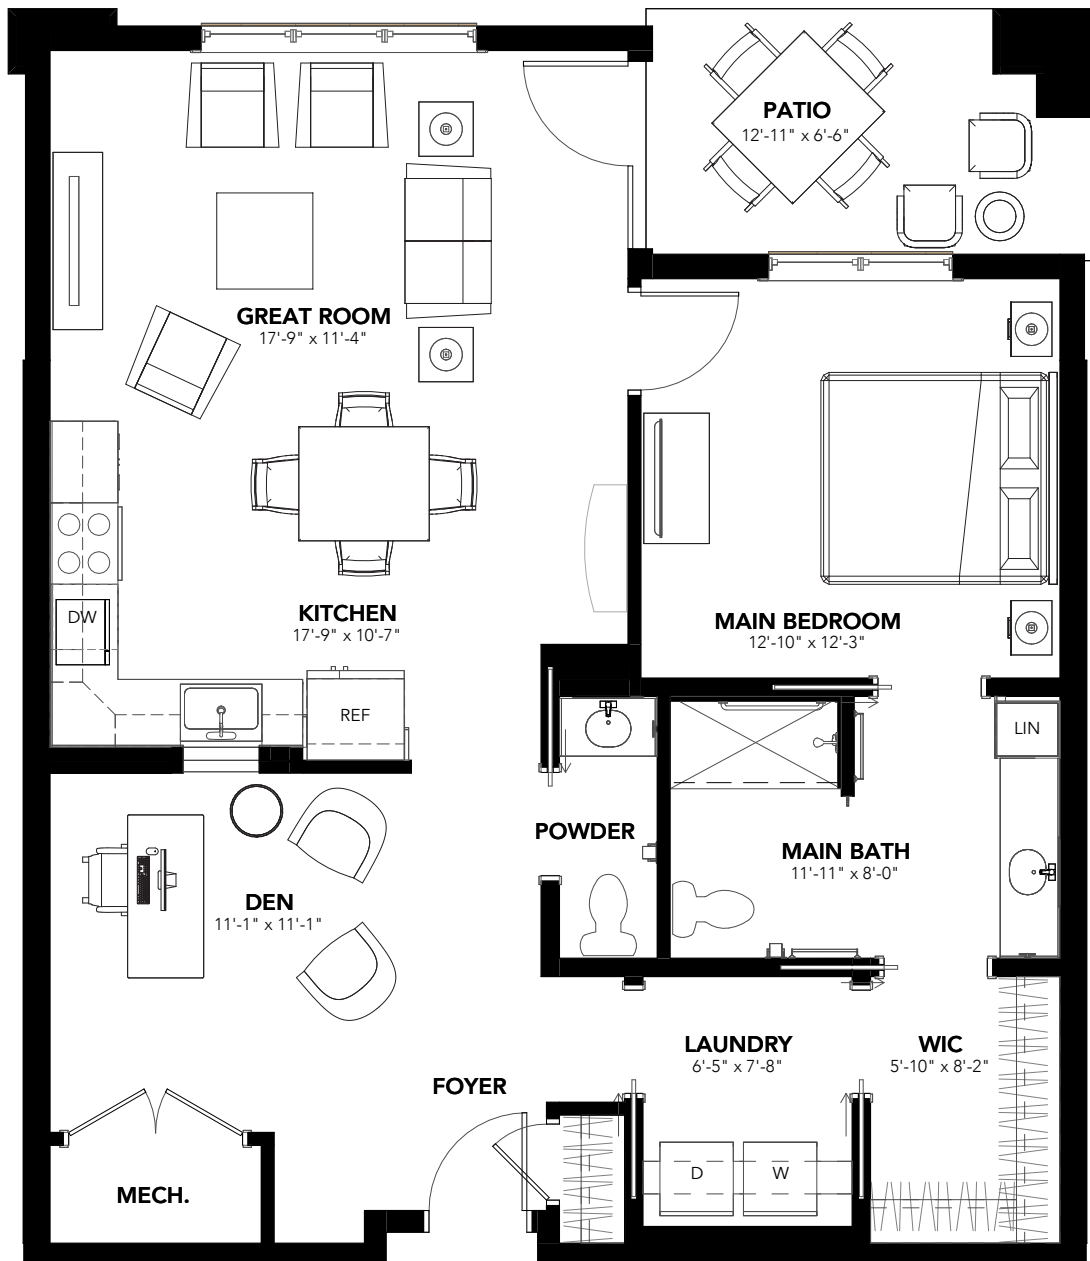 PATIO
12'-11" x 6'-6"
GREAT ROOM
17'-9" x 11'-4"
KITCHEN
17'-9" x 10'-7"
DW
MAIN BEDROOM
12'-10" x 12'-3"
REF
LIN
POWDER
MAIN BATH
11'-11" x 8'-0"
DEN
11'-1" x 11'-1"
LAUNDRY
6'-5" x 7'-8"
WIC
5'-10" x 8'-2"
FOYER
D
W
MECH.